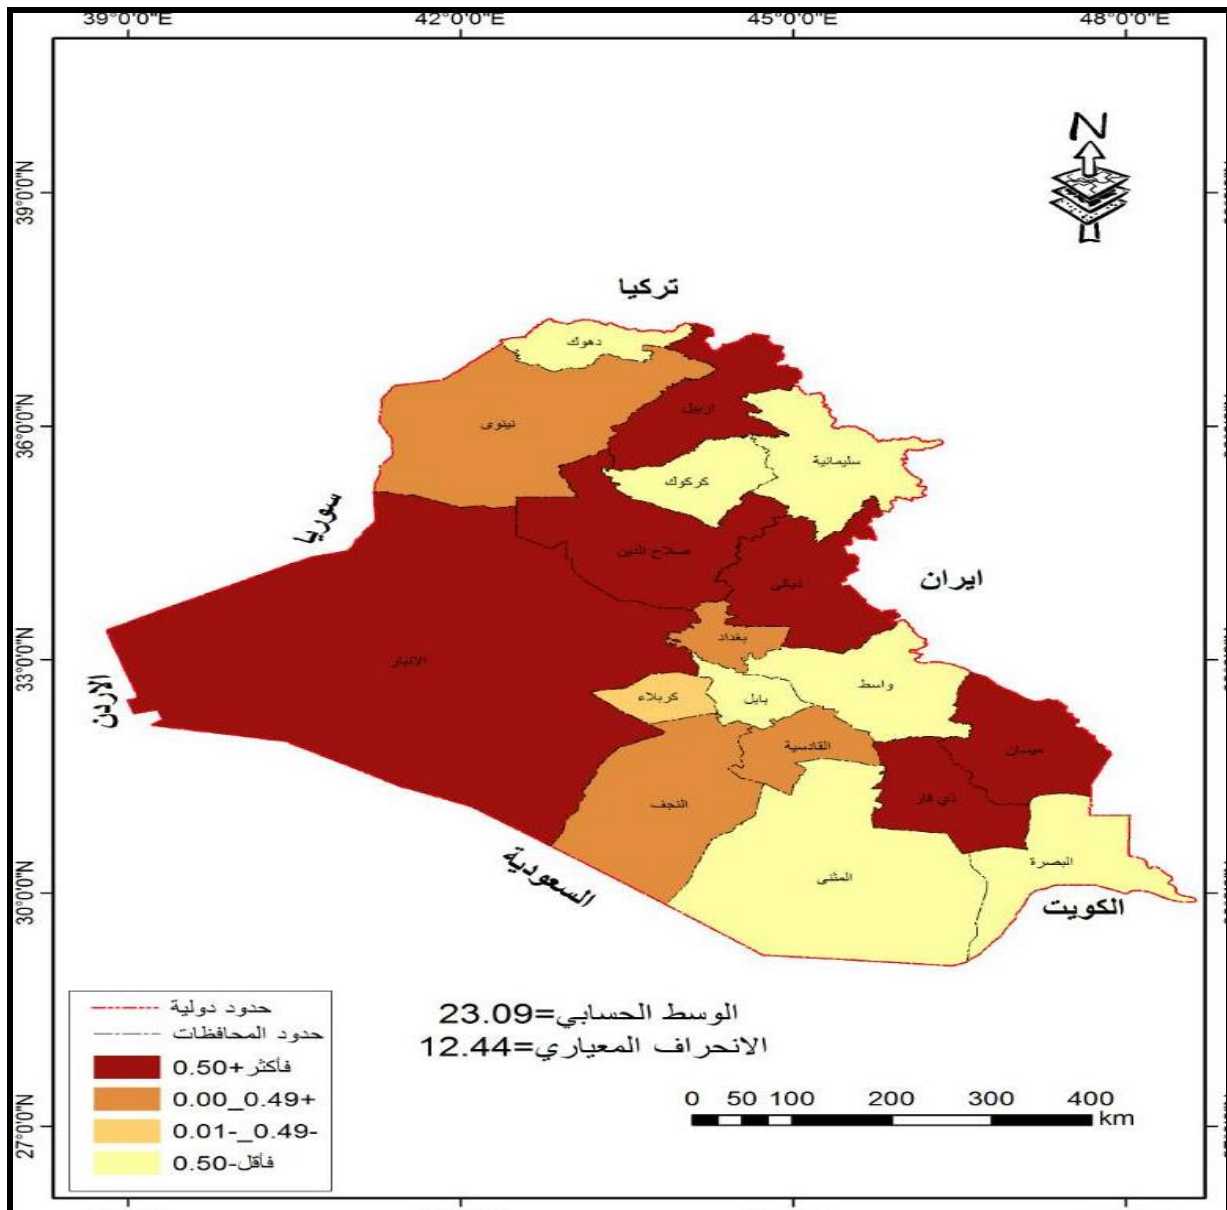 39°0'0"E 42°0'0"E 45°0'0"E 48°0'0"E
N
39°0'0"N
تركيا
دهوك
اربيل
نينوى
36°0'0"N
سليمانية
كركوك
سوريا
صلاح الدين
ديالى
ايران
بغداد
33°0'0"N
الانبار
واسط
كربلاء
بابل
الاردن
القادسية
ميسان
النجف
ذي قار
البصرة
السعودية
المثنى
30°0'0"N
الكويت
الوسط الحسابي=23.09
الانحراف المعياري=12.44
حدود دولية
حدود المحافظات
0.50+فأكثر
0.00_0.49+
0.01-_0.49-
0.50-فأقل
0 50 100 200 300 400
km
27°0'0"N